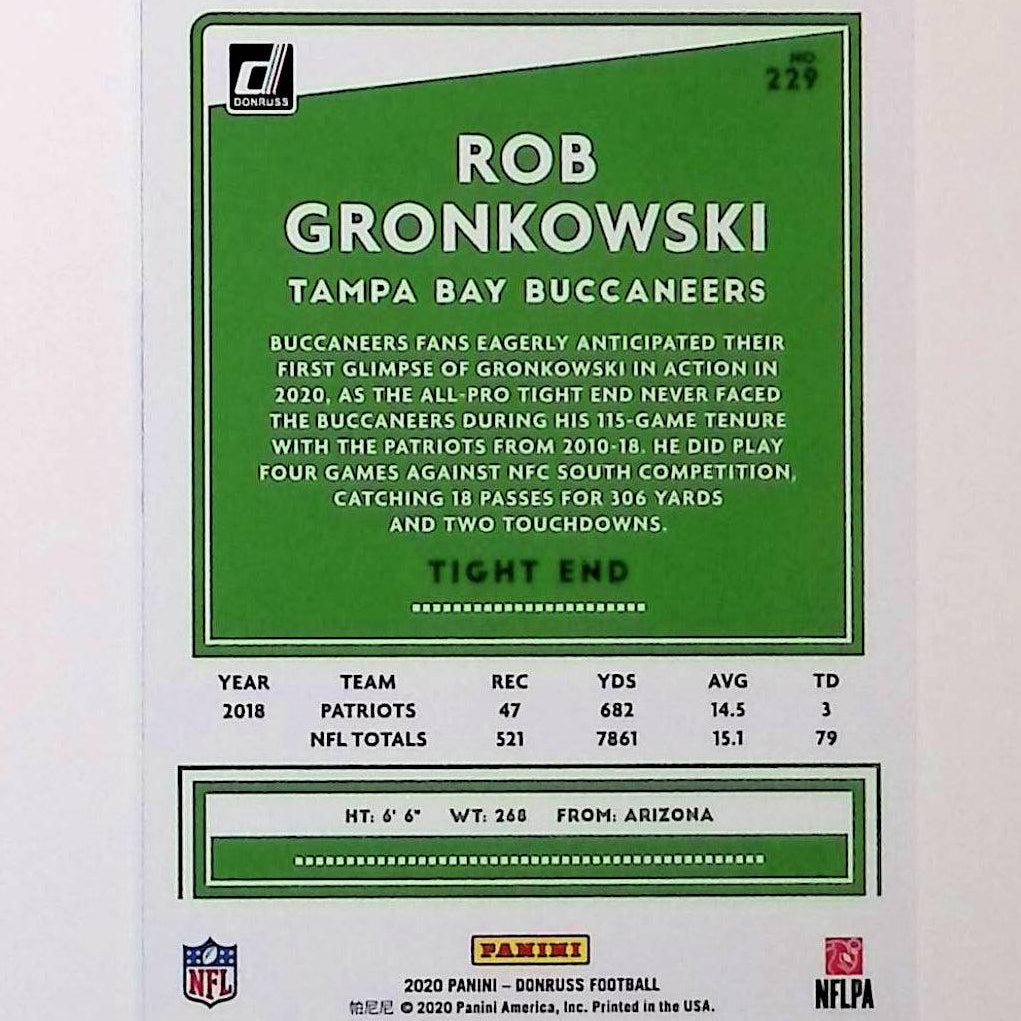 DONRUSS
NO
229
ROB
GRONKOWSKI
TAMPA BAY BUCCANEERS
BUCCANEERS FANS EAGERLY ANTICIPATED THEIR
FIRST GLIMPSE OF GRONKOWSKI IN ACTION IN
2020, AS THE ALL-PRO TIGHT END NEVER FACED
THE BUCCANEERS DURING HIS 115-GAME TENURE
WITH THE PATRIOTS FROM 2010-18. HE DID PLAY
FOUR GAMES AGAINST NFC SOUTH COMPETITION,
CATCHING 18 PASSES FOR 306 YARDS
AND TWO TOUCHDOWNS.
TIGHT END
YEAR TEAM REC YDS AVG TD
2018 PATRIOTS 47 682 14.5 3
NFL TOTALS 521 7861 15.1 79
HT: 6' 6" WT: 268 FROM: ARIZONA
NFL
PANINI
2020 PANINI – DONRUSS FOOTBALL
帕尼尼 © 2020 Panini America, Inc. Printed in the USA.
NFLPA